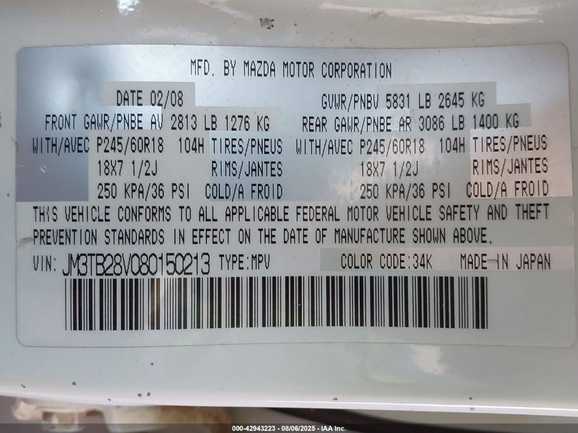 MFD. BY MAZDA MOTOR CORPORATION
DATE 02/08 GVWR/PNBV 5831 LB 2645 KG
FRONT GAWR/PNBE AV 2813 LB 1276 KG REAR GAWR/PNBE AR 3086 LB 1400 KG
WITH/AVEC P245/60R18 104H TIRES/PNEUS WITH/AVEC P245/60R18 104H TIRES/PNEUS
18X7 1/2J RIMS/JANTES 18X7 1/2J RIMS/JANTES
250 KPA/36 PSI COLD/A FROID 250 KPA/36 PSI COLD/A FROID
THIS VEHICLE CONFORMS TO ALL APPLICABLE FEDERAL MOTOR VEHICLE SAFETY AND THEFT
PREVENTION STANDARDS IN EFFECT ON THE DATE OF MANUFACTURE SHOWN ABOVE.
VIN: JM3TB28V080150213 TYPE:MPV COLOR CODE:34K MADE IN JAPAN
000-42943223 - 08/06/2025 - IAA Inc.